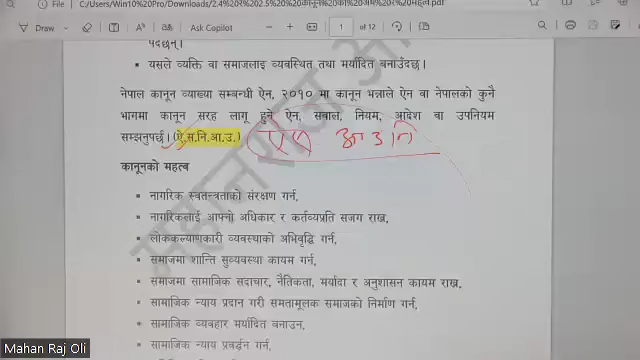 C:/Users/Win10%20Pro/Downloads/2.4%20र%202.5%20%20कानूनको%20अर्थ%20र%20महत्व.pdf
Draw
Ask Copilot
1
of 12
पर्दछन्।
यसले व्यक्ति वा समाजलाइ व्यवस्थित तथा मर्यादित बनाउँदछ।
नेपाल कानून व्याख्या सम्बन्धी ऐन, २०१० मा कानून भन्नाले ऐन वा नेपालको कुनै
भागमा कानून सरह लागू हुने ऐन, सवाल, नियम, आदेश वा उपनियम
सम्झनुपर्छ। (ऐ.स.नि.आ.उ.)
कानूनको महत्व
नागरिक स्वतन्त्रताको संरक्षण गर्न,
नागरिकलाई आफ्नो अधिकार र कर्तव्यप्रति सजग राख्न,
लोककल्याणकारी व्यवस्थाको अभिवृद्धि गर्न,
समाजमा शान्ति सुव्यवस्था कायम गर्न,
समाजमा सामाजिक सदाचार, नैतिकता, मर्यादा र अनुशासन कायम राख्न,
सामाजिक न्याय प्रदान गरी समतामूलक समाजको निर्माण गर्न,
सामाजिक व्यवहार मर्यादित बनाउन,
सामाजिक न्याय प्रवर्द्धन गर्न,
Mahan Raj Oli